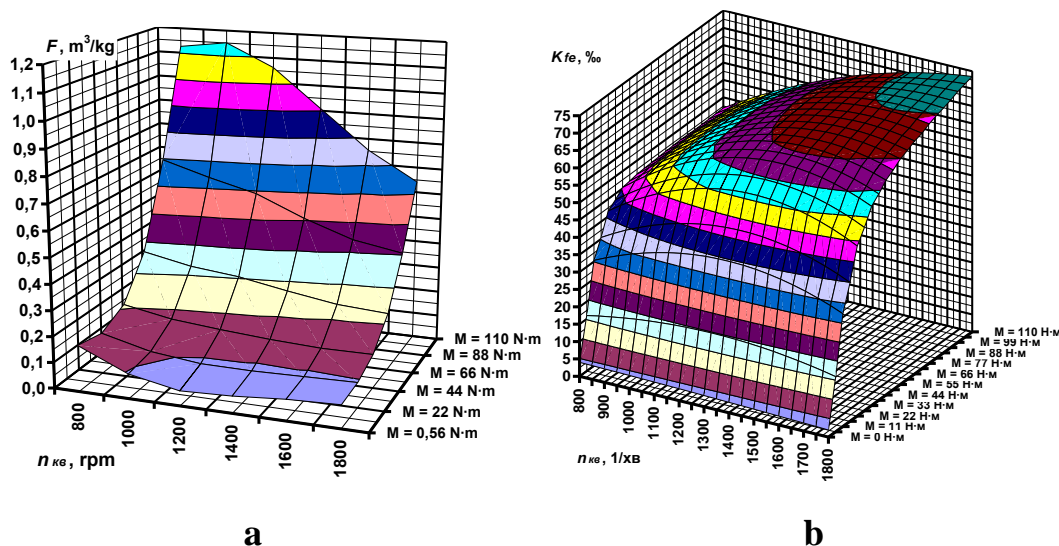 F, m³/kg
1,2
1,1
1,0
0,9
0,8
0,7
0,6
0,5
0,4
0,3
0,2
0,1
0,0
800
1000
1200
1400
1600
1800
n кв, rpm
M = 110 N·m
M = 88 N·m
M = 66 N·m
M = 44 N·m
M = 22 N·m
M = 0,56 N·m
a
K fe, ‰
75
70
65
60
55
50
45
40
35
30
25
20
15
10
5
0
800
900
1000
1100
1200
1300
1400
1500
1600
1700
1800
n кв, 1/хв
M = 110 Н·м
M = 99 Н·м
M = 88 Н·м
M = 77 Н·м
M = 66 Н·м
M = 55 Н·м
M = 44 Н·м
M = 33 Н·м
M = 22 Н·м
M = 11 Н·м
M = 0 Н·м
b